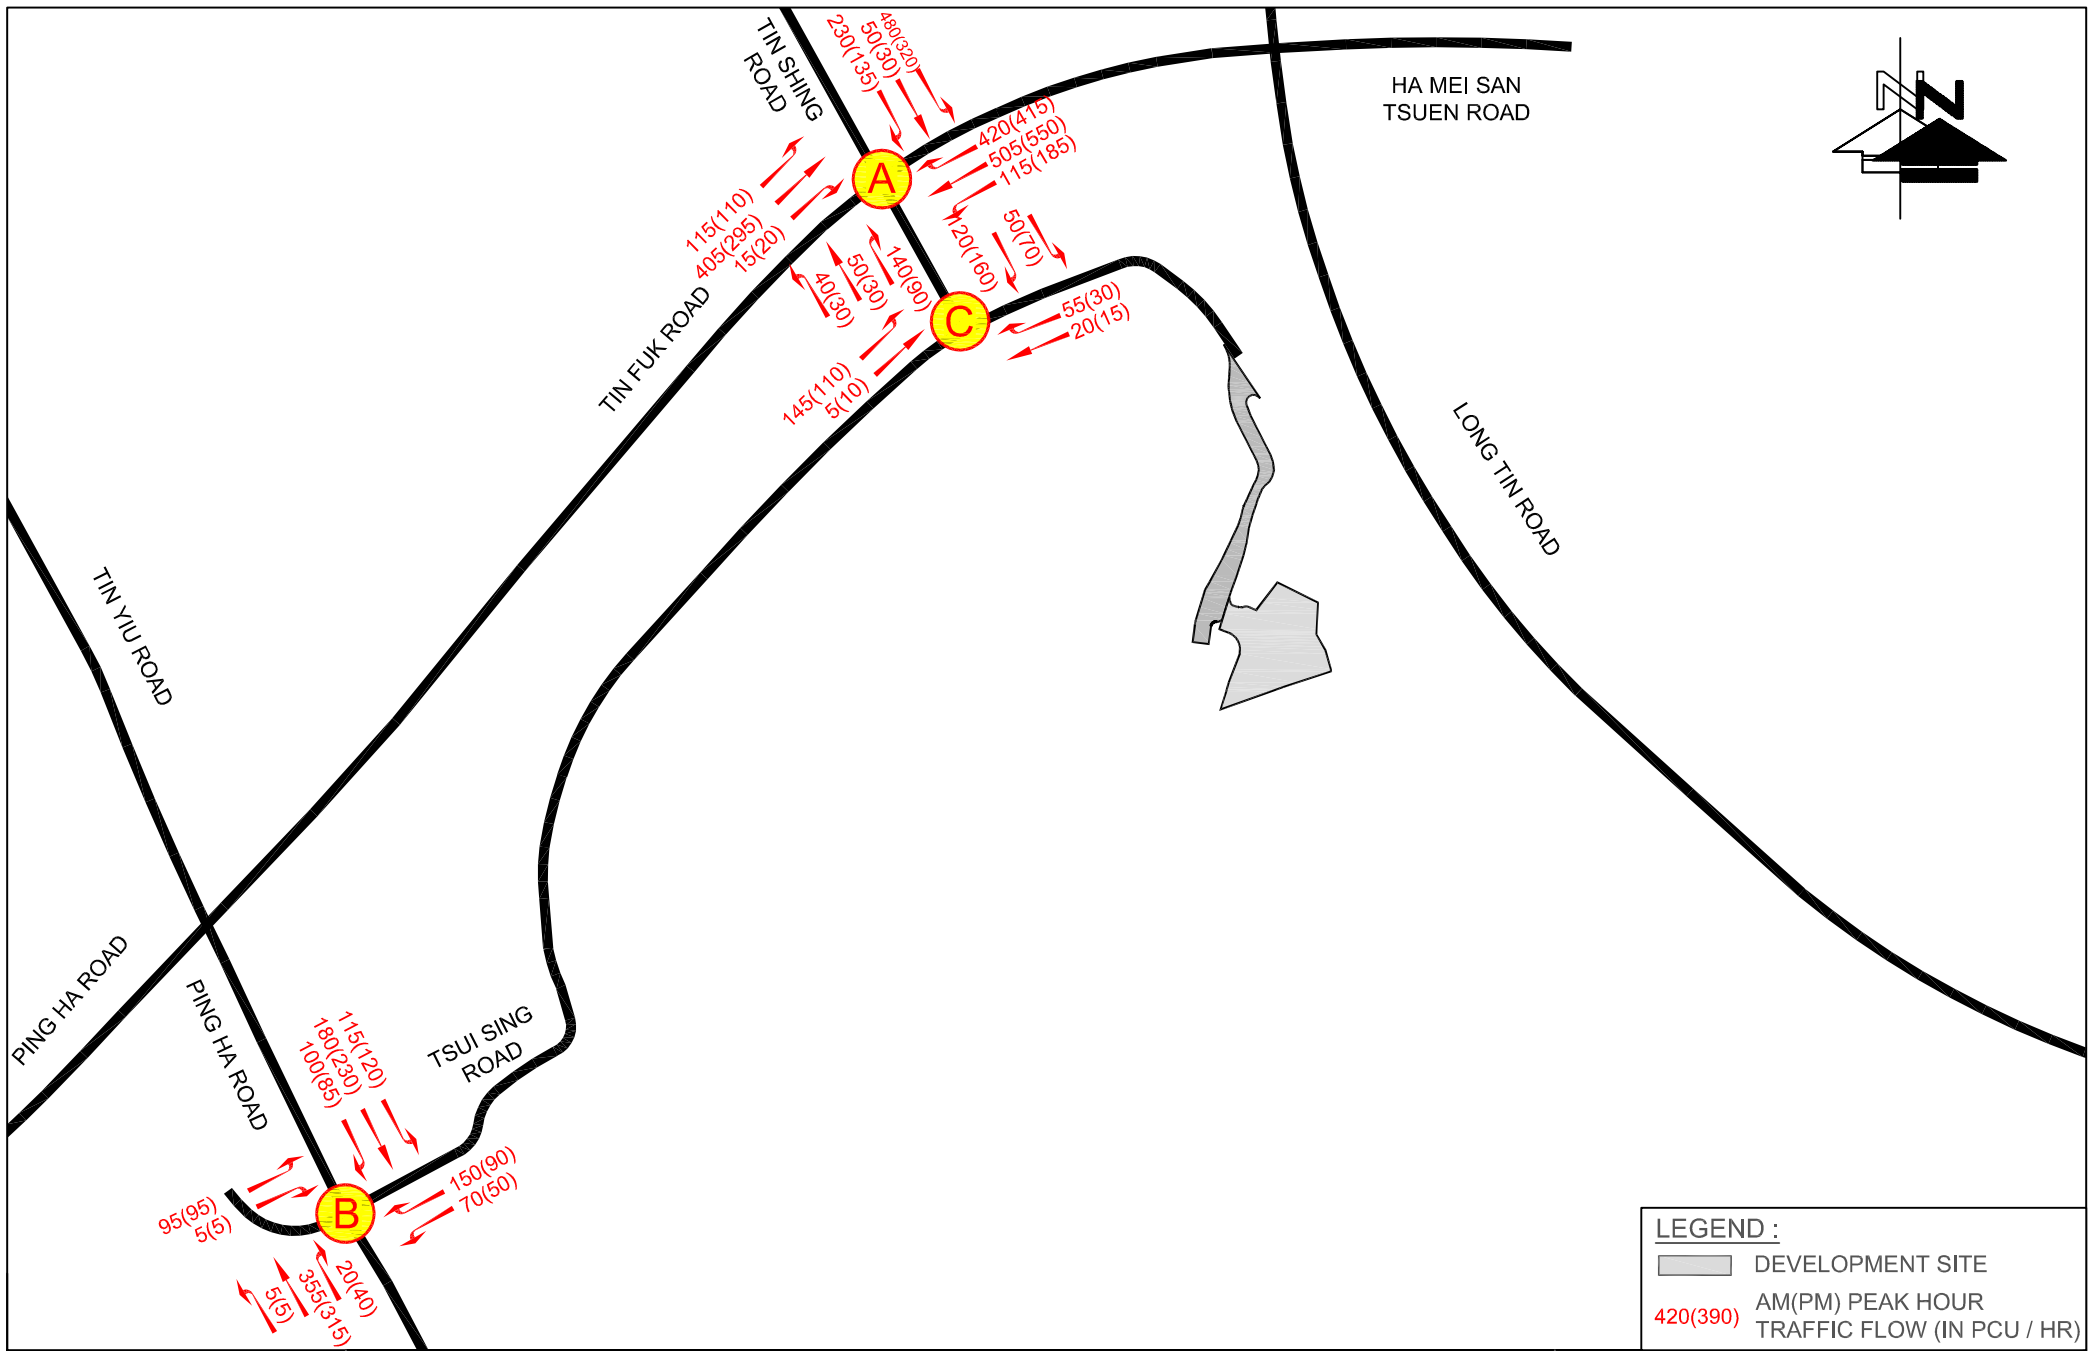 TIN SHING
ROAD
230(135)
50(30)
480(320)
HA MEI SAN
TSUEN ROAD
N
N
420(415)
505(550)
115(185)
A
115(110)
405(295)
15(20)
40(30)
50(30)
140(90)
120(160)
50(70)
C
55(30)
20(15)
145(110)
5(10)
TIN FUK ROAD
LONG TIN ROAD
TIN YIU ROAD
PING HA ROAD
PING HA ROAD
TSUI SING
ROAD
100(85)
180(230)
115(120)
150(90)
70(50)
95(95)
5(5)
B
5(5)
355(315)
20(40)
LEGEND :
DEVELOPMENT SITE
420(390)
AM(PM) PEAK HOUR
TRAFFIC FLOW (IN PCU / HR)